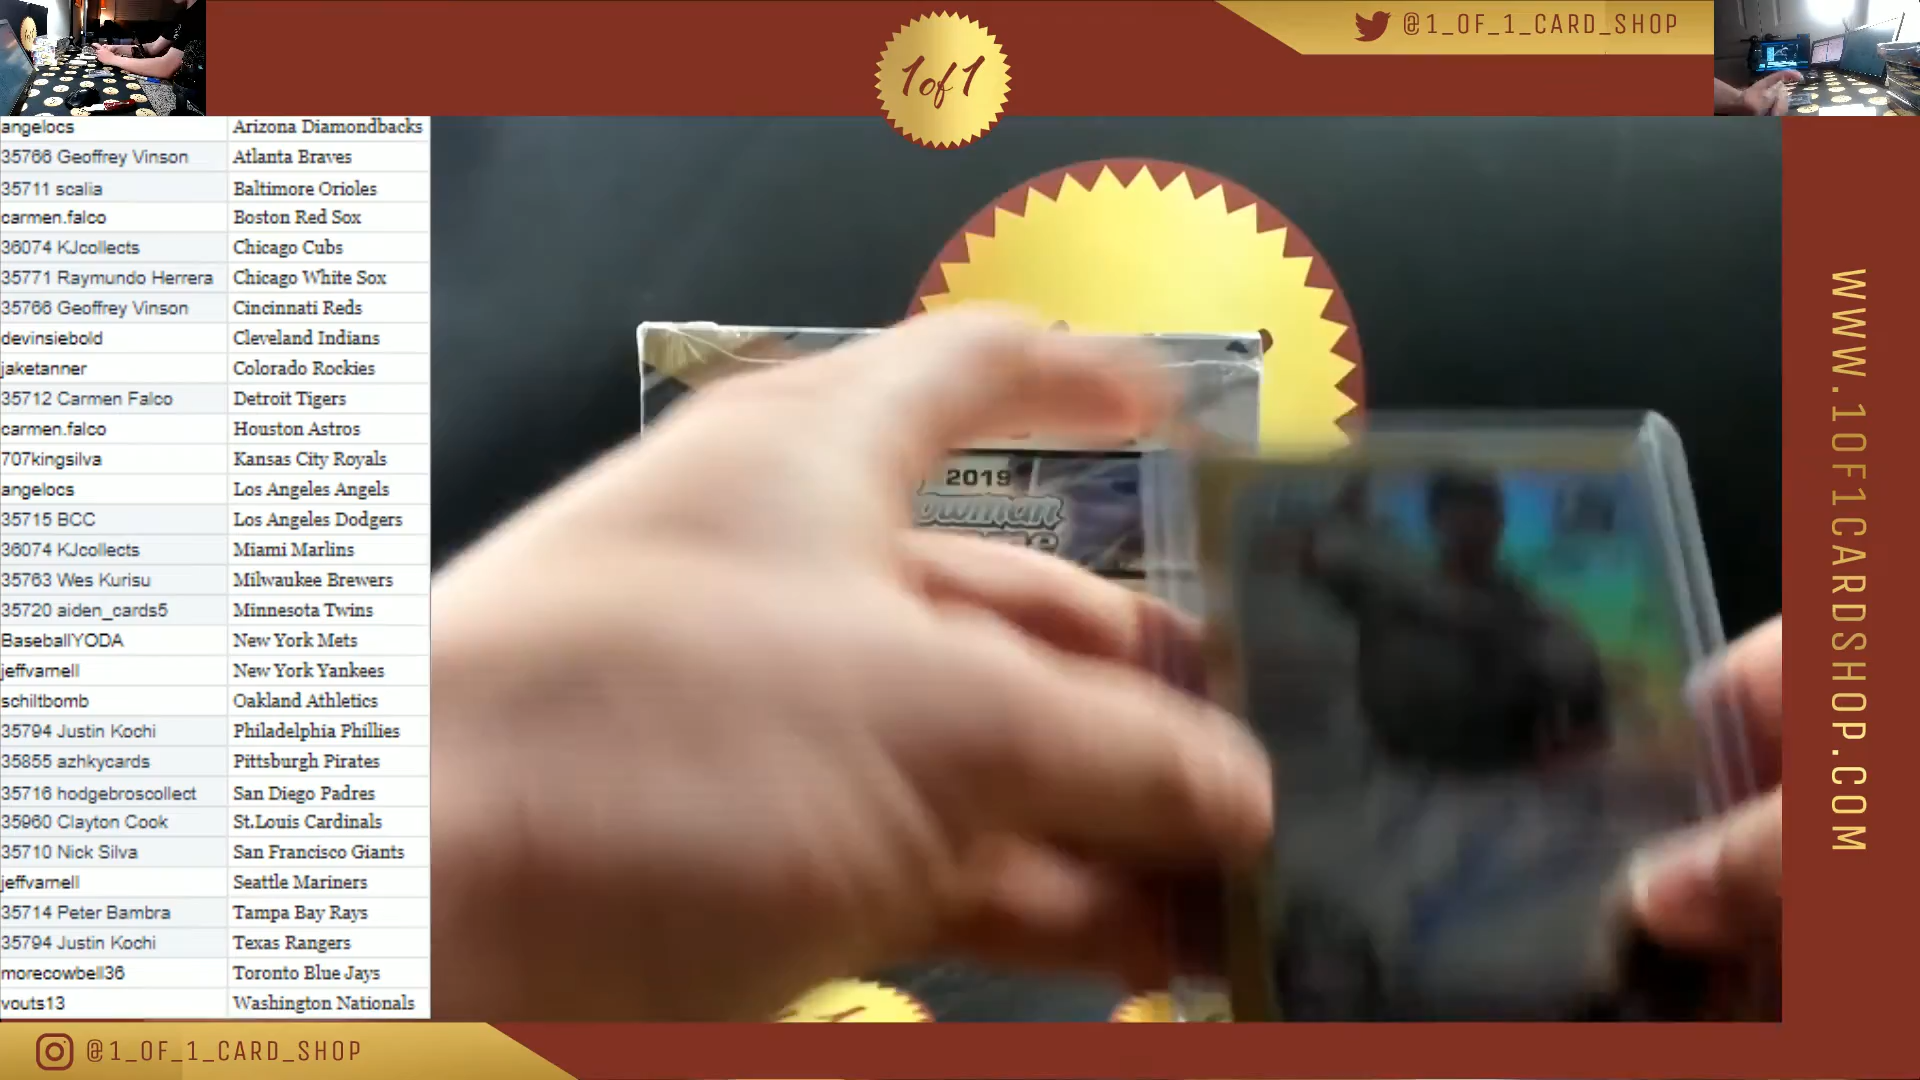 @1_OF_1_CARD_SHOP
1of1
angelocs Arizona Diamondbacks
35766 Geoffrey Vinson Atlanta Braves
35711 scalia Baltimore Orioles
carmen.falco Boston Red Sox
36074 KJcollects Chicago Cubs
35771 Raymundo Herrera Chicago White Sox
35766 Geoffrey Vinson Cincinnati Reds
devinsiebold Cleveland Indians
jaketanner Colorado Rockies
35712 Carmen Falco Detroit Tigers
carmen.falco Houston Astros
707kingsilva Kansas City Royals
angelocs Los Angeles Angels
35715 BCC Los Angeles Dodgers
36074 KJcollects Miami Marlins
35763 Wes Kurisu Milwaukee Brewers
35720 aiden_cards5 Minnesota Twins
BaseballYODA New York Mets
jeffvarnell New York Yankees
schiltbomb Oakland Athletics
35794 Justin Kochi Philadelphia Phillies
35855 azhkycards Pittsburgh Pirates
35716 hodgebroscollect San Diego Padres
35960 Clayton Cook St.Louis Cardinals
35710 Nick Silva San Francisco Giants
jeffvarnell Seattle Mariners
35714 Peter Bambra Tampa Bay Rays
35794 Justin Kochi Texas Rangers
morecowbell36 Toronto Blue Jays
vouts13 Washington Nationals
2019
WWW.1OF1CARDSHOP.COM
@1_OF_1_CARD_SHOP